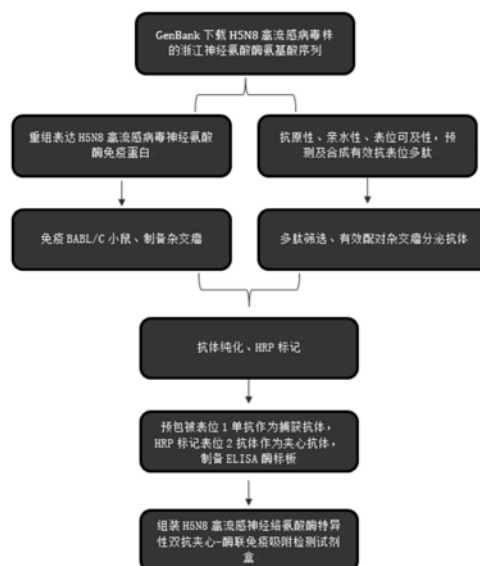 GenBank 下载 H5N8 禽流感病毒株
的浙江神经氨酸酶氨基酸序列
重组表达 H5N8 禽流感病毒神经氨酸
酶免疫蛋白
抗原性、亲水性、表位可及性，预
测及合成有效抗表位多肽
免疫 BABL/C 小鼠、制备杂交瘤
多肽筛选、有效配对杂交瘤分泌抗体
抗体纯化、HRP 标记
预包被表位 1 单抗作为捕获抗体，
HRP 标记表位 2 抗体作为夹心抗体，
制备 ELISA 酶标板
组装 H5N8 禽流感神经络氨酸酶特异
性双抗夹心-酶联免疫吸附检测试剂
盒